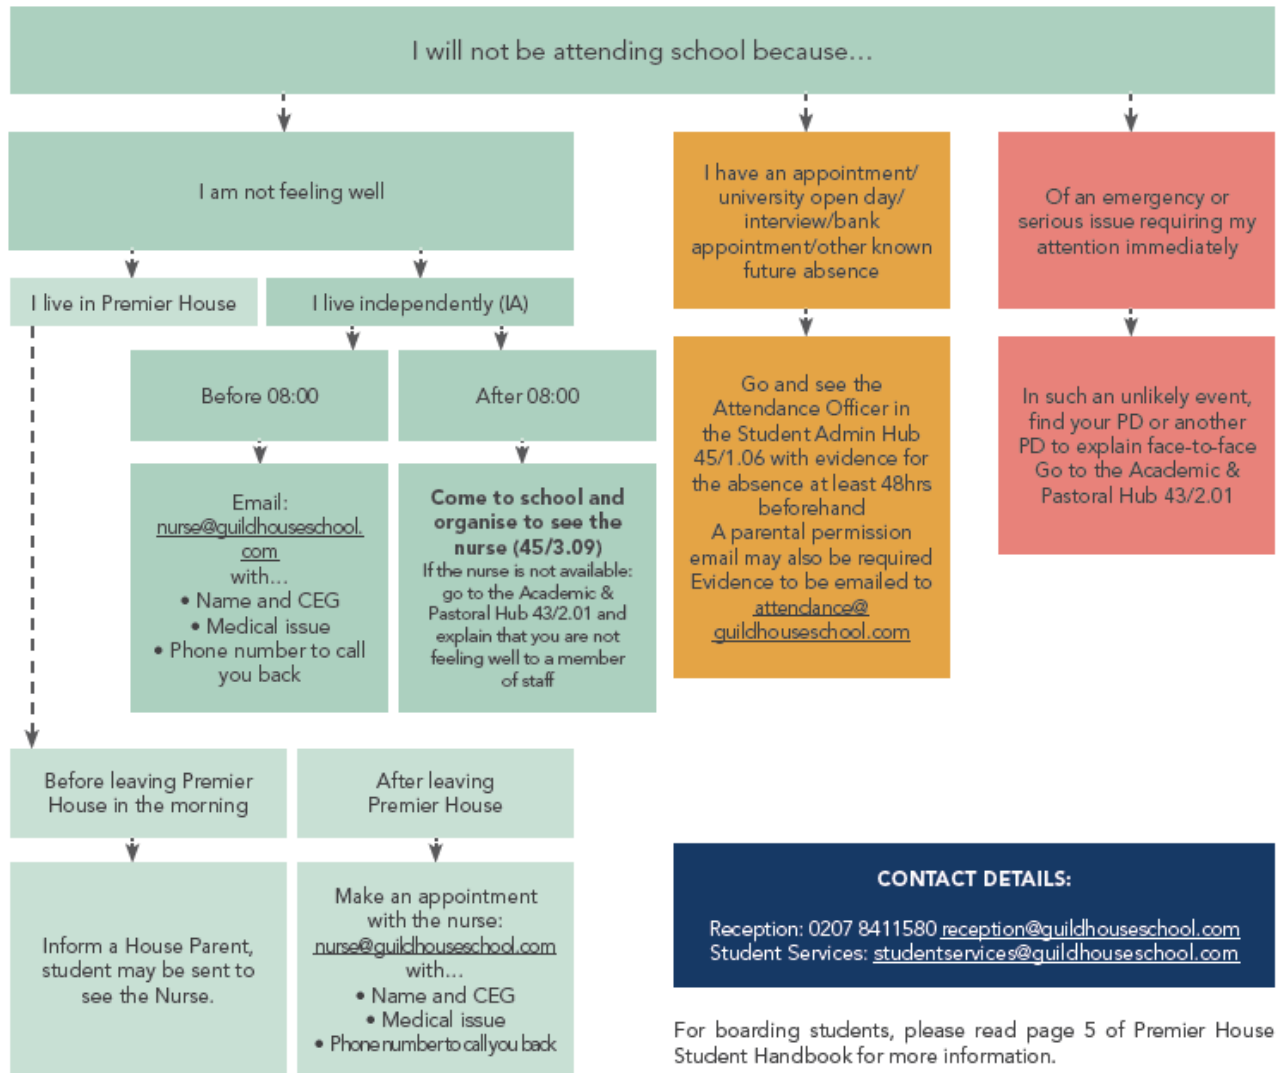 I will not be attending school because...
I am not feeling well
I have an appointment/
university open day/
interview/bank
appointment/other known
future absence
Of an emergency or
serious issue requiring my
attention immediately
I live in Premier House
I live independently (IA)
Before 08:00
After 08:00
Email:
nurse@guildhouseschool.
com
with...
• Name and CEG
• Medical issue
• Phone number to call
you back
Come to school and
organise to see the
nurse (45/3.09)
If the nurse is not available:
go to the Academic &
Pastoral Hub 43/2.01 and
explain that you are not
feeling well to a member
of staff
Go and see the
Attendance Officer in
the Student Admin Hub
45/1.06 with evidence for
the absence at least 48hrs
beforehand
A parental permission
email may also be required
Evidence to be emailed to
attendance@
guildhouseschool.com
In such an unlikely event,
find your PD or another
PD to explain face-to-face
Go to the Academic &
Pastoral Hub 43/2.01
Before leaving Premier
House in the morning
After leaving
Premier House
Inform a House Parent,
student may be sent to
see the Nurse.
Make an appointment
with the nurse:
nurse@guildhouseschool.com
with...
• Name and CEG
• Medical issue
• Phone number to call you back
CONTACT DETAILS:
Reception: 0207 8411580 reception@guildhouseschool.com
Student Services: studentservices@guildhouseschool.com
For boarding students, please read page 5 of Premier House
Student Handbook for more information.